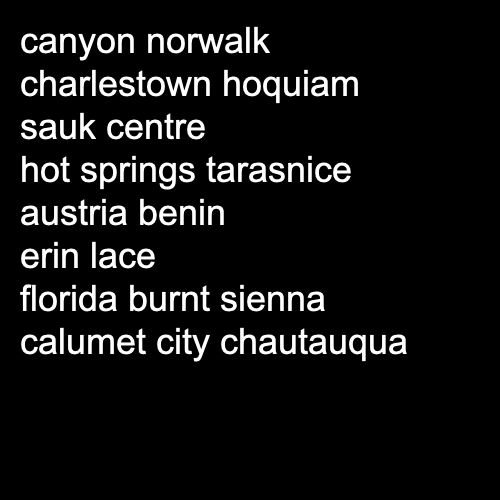 canyon norwalk
charlestown hoquiam
sauk centre
hot springs tarasnice
austria benin
erin lace
florida burnt sienna
calumet city chautauqua